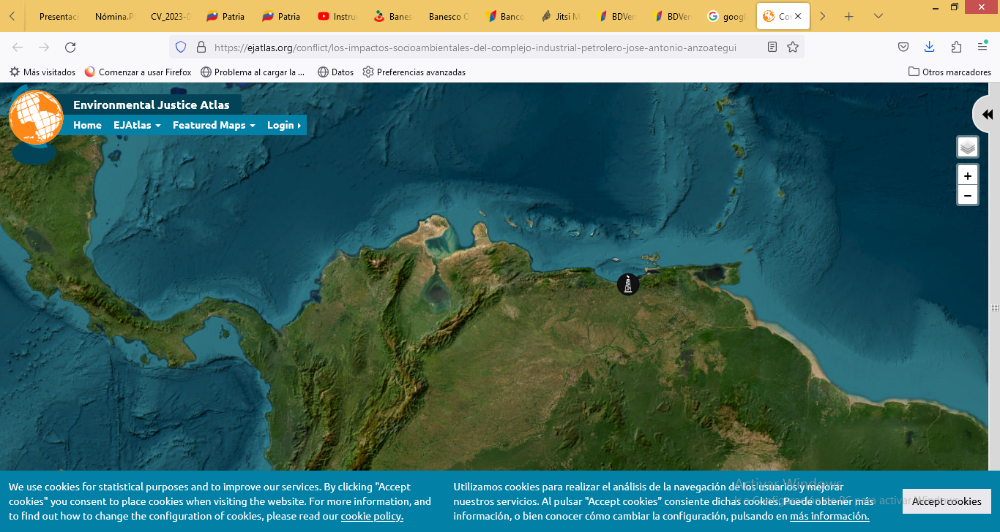 Presentaci Nómina.P CV_2023-0 Patria Patria Instru Banes Banesco O Banco Jitsi M BDVen BDVen googl Co
https://ejatlas.org/conflict/los-impactos-socioambientales-del-complejo-industrial-petrolero-jose-antonio-anzoategui
Más visitados Comenzar a usar Firefox Problema al cargar la ... Datos Preferencias avanzadas Otros marcadores
Environmental Justice Atlas
Home EJAtlas Featured Maps Login
+
−
We use cookies for statistical purposes and to improve our services. By clicking "Accept
cookies" you consent to place cookies when visiting the website. For more information, and
to find out how to change the configuration of cookies, please read our cookie policy.
Utilizamos cookies para realizar el análisis de la navegación de los usuarios y mejorar
nuestros servicios. Al pulsar "Accept cookies" consiente dichas cookies. Puede obtener más
información, o bien conocer cómo cambiar la configuración, pulsando en más información.
Accept cookies
Activar Windows
Ir a Configuración de PC para activar Windows.